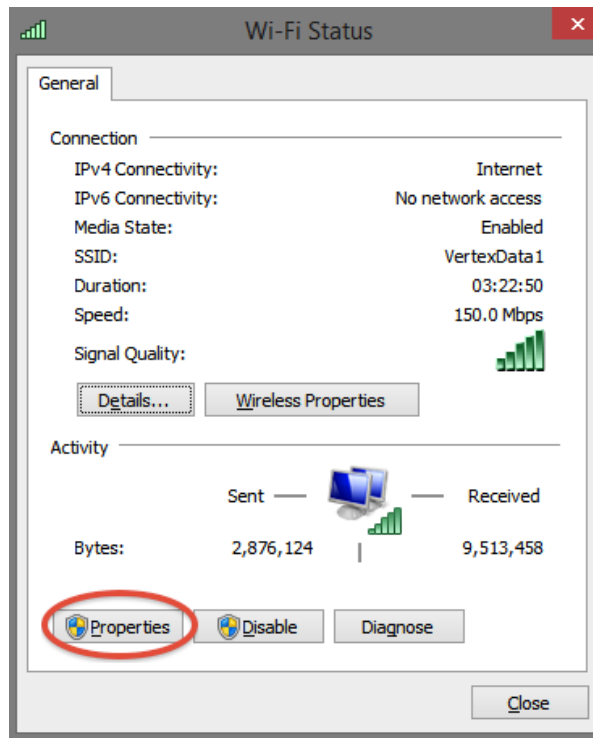 Wi-Fi Status
General
Connection
IPv4 Connectivity: Internet
IPv6 Connectivity: No network access
Media State: Enabled
SSID: VertexData1
Duration: 03:22:50
Speed: 150.0 Mbps
Signal Quality:
Details... Wireless Properties
Activity
Sent Received
Bytes: 2,876,124 9,513,458
Properties Disable Diagnose
Close